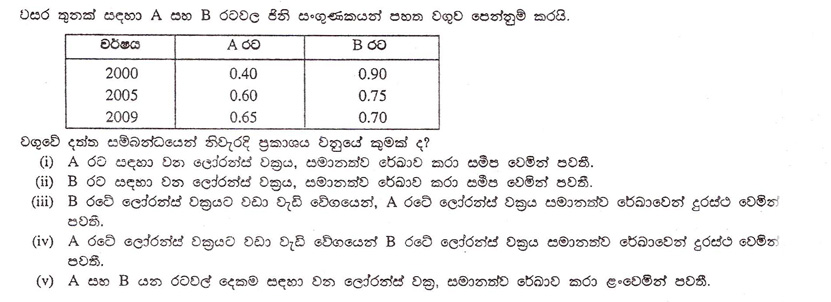 වසර තුනක් සඳහා A සහ B රටවල ජිනි සංගුණකයන් පහත වගුව පෙන්නුම් කරයි.
වර්ෂය A රට B රට
2000 0.40 0.90
2005 0.60 0.75
2009 0.65 0.70
වගුවේ දත්ත සම්බන්ධයෙන් නිවැරදි ප්‍රකාශය වනුයේ කුමක් ද?
(i) A රට සඳහා වන ලෝරන්ස් වක්‍රය, සමානත්ව රේඛාව කරා සමීප වෙමින් පවතී.
(ii) B රට සඳහා වන ලෝරන්ස් වක්‍රය, සමානත්ව රේඛාව කරා සමීප වෙමින් පවතී.
(iii) B රටේ ලෝරන්ස් වක්‍රයට වඩා වැඩි වේගයෙන්, A රටේ ලෝරන්ස් වක්‍රය සමානත්ව රේඛාවෙන් දුරස්ථ වෙමින්
පවතී.
(iv) A රටේ ලෝරන්ස් වක්‍රයට වඩා වැඩි වේගයෙන් B රටේ ලෝරන්ස් වක්‍රය සමානත්ව රේඛාවෙන් දුරස්ථ වෙමින්
පවතී.
(v) A සහ B යන රටවල් දෙකම සඳහා වන ලෝරන්ස් වක්‍ර, සමානත්ව රේඛාව කරා ළංවෙමින් පවතී.